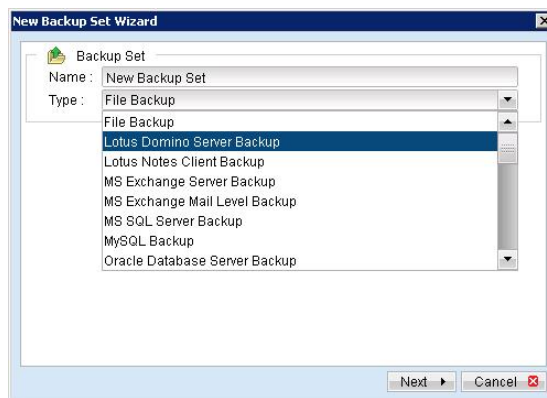 New Backup Set Wizard
Backup Set
Name : New Backup Set
Type : File Backup
File Backup
Lotus Domino Server Backup
Lotus Notes Client Backup
MS Exchange Server Backup
MS Exchange Mail Level Backup
MS SQL Server Backup
MySQL Backup
Oracle Database Server Backup
Next Cancel